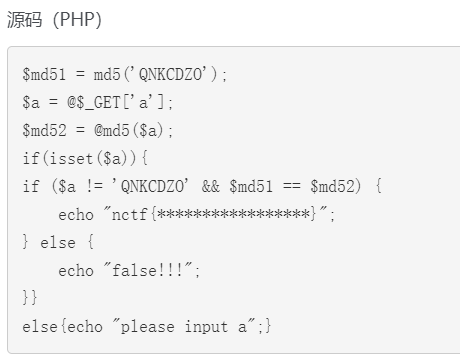 源码（PHP）
$md51 = md5('QNKCDZO');
$a = @$_GET['a'];
$md52 = @md5($a);
if(isset($a)){
if ($a != 'QNKCDZO' && $md51 == $md52) {
    echo "nctf{*****************}";
} else {
    echo "false!!!";
}}
else{echo "please input a";}